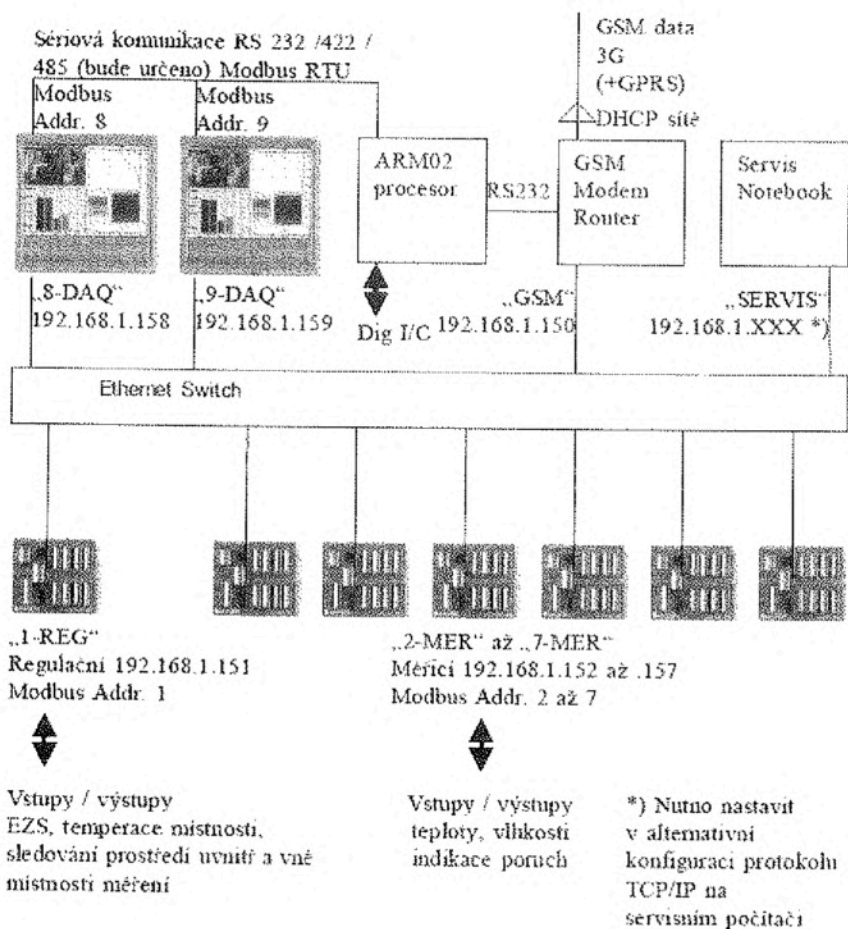 Sériová komunikace RS 232 /422 /
485 (bude určeno) Modbus RTU
Modbus
Addr. 8
Modbus
Addr. 9
GSM data
3G
(+GPRS)
DHCP sítě
ARM02
procesor
RS232
GSM
Modem
Router
Servis
Notebook
„8-DAQ“
192.168.1.158
„9-DAQ“
192.168.1.159
Dig I/C
„GSM“
192.168.1.150
„SERVIS“
192.168.1.XXX *)
Ethernet Switch
„1-REG“
Regulační 192.168.1.151
Modbus Addr. 1
„2-MER“ až „7-MER“
Měřicí 192.168.1.152 až .157
Modbus Addr. 2 až 7
Vstupy / výstupy
EZS, temperace místnosti,
sledování prostředí uvnitř a vně
místnosti měření
Vstupy / výstupy
teploty, vlhkosti
indikace poruch
*) Nutno nastavit
v alternativní
konfiguraci protokolu
TCP/IP na
servisním počítači